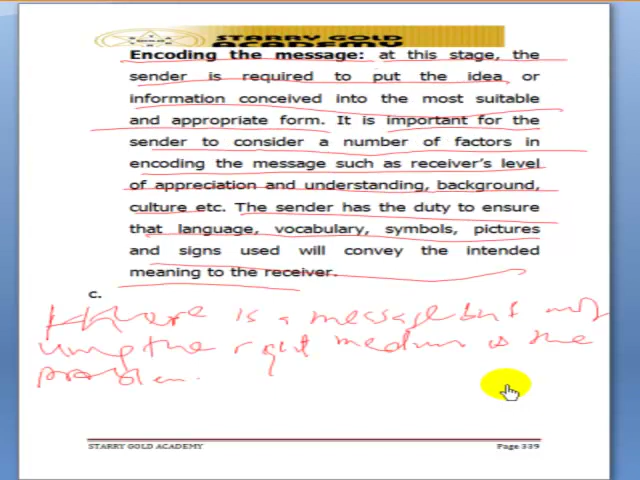 STARRY GOLD
ACADEMY
Encoding the message: at this stage, the
sender is required to put the idea or
information conceived into the most suitable
and appropriate form. It is important for the
sender to consider a number of factors in
encoding the message such as receiver's level
of appreciation and understanding, background,
culture etc. The sender has the duty to ensure
that language, vocabulary, symbols, pictures
and signs used will convey the intended
meaning to the receiver.
c.
is a message but not
using the right medium is the
problem.
STARRY GOLD ACADEMY Page 339